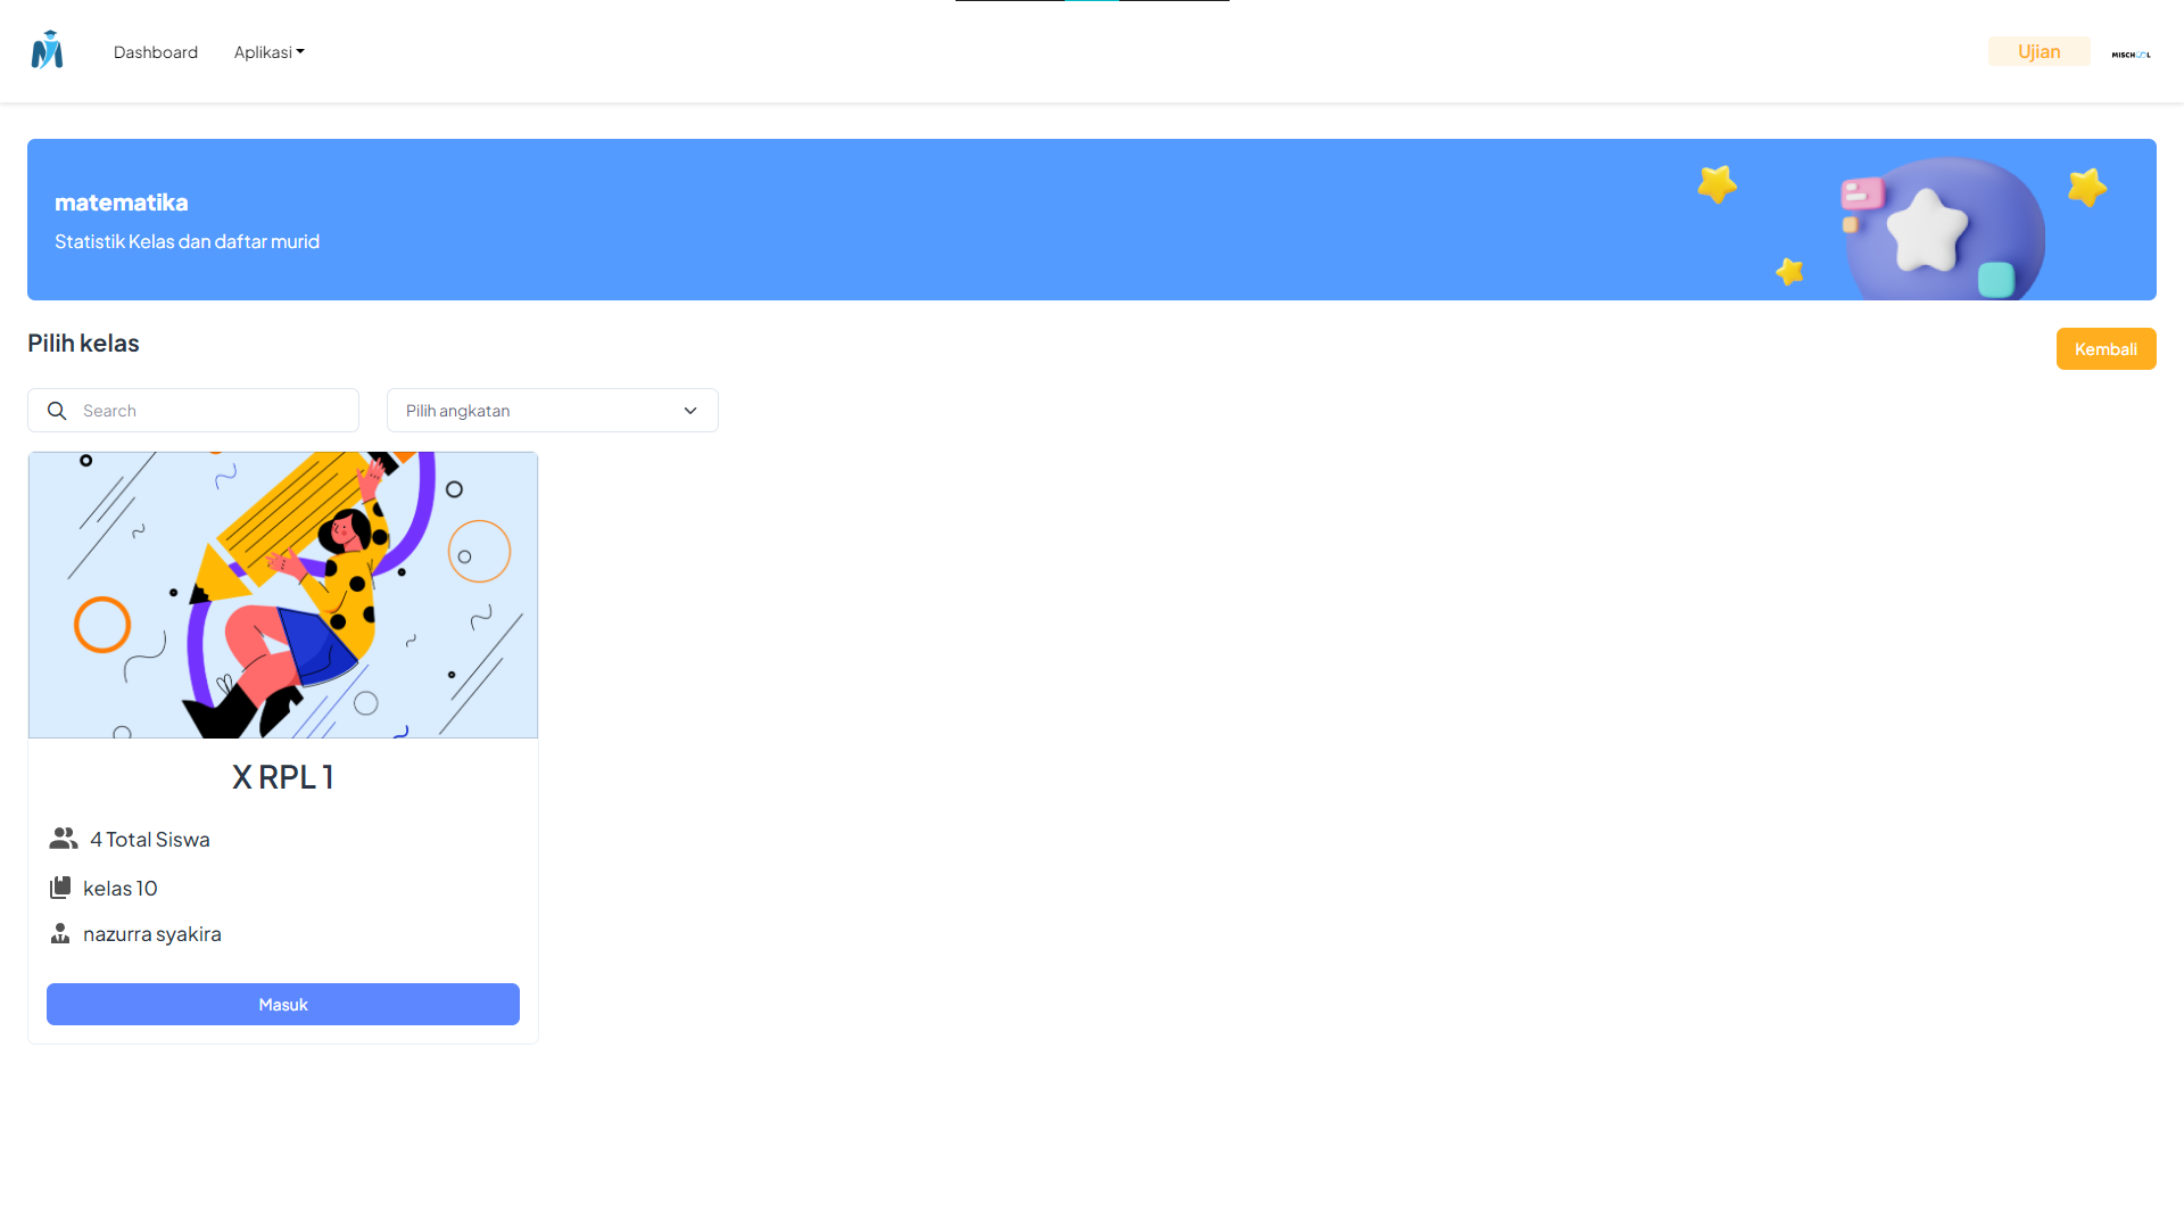 Dashboard
Aplikasi
Ujian
MISCHOOL
matematika
Statistik Kelas dan daftar murid
Pilih kelas
Kembali
Search
Pilih angkatan
X RPL 1
4 Total Siswa
kelas 10
nazurra syakira
Masuk